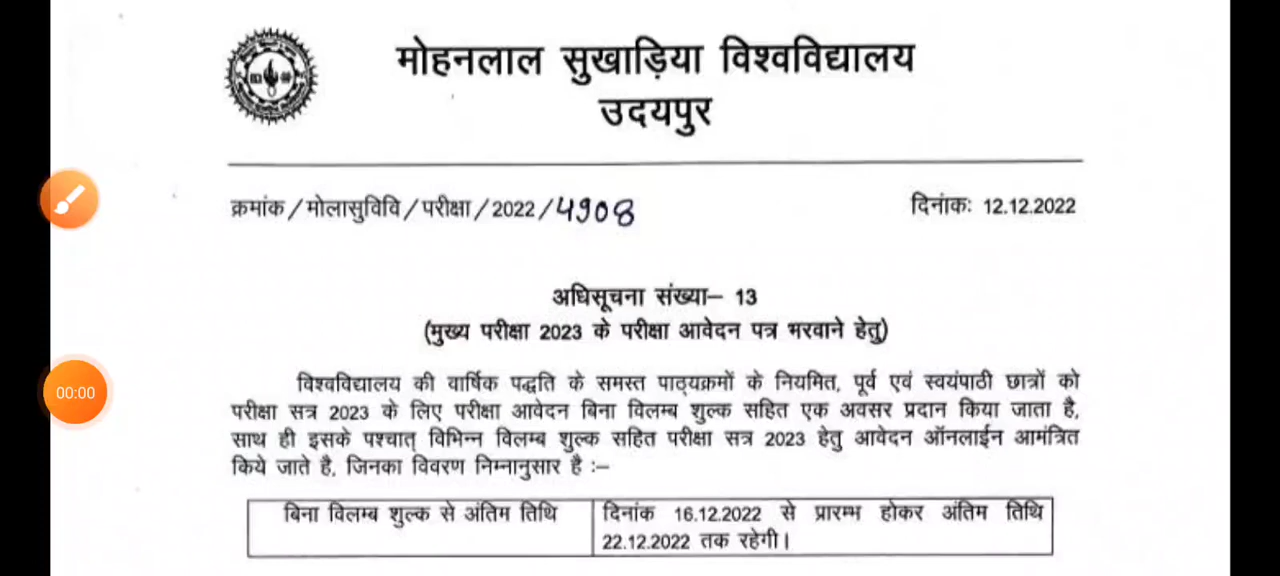 मोहनलाल सुखाड़िया विश्वविद्यालय
उदयपुर
क्रमांक/मोलासुविवि/परीक्षा/2022/4908
दिनांकः 12.12.2022
अधिसूचना संख्या– 13
(मुख्य परीक्षा 2023 के परीक्षा आवेदन पत्र भरवाने हेतु)
विश्वविद्यालय की वार्षिक पद्धति के समस्त पाठ्यक्रमों के नियमित, पूर्व एवं स्वयंपाठी छात्रों को
परीक्षा सत्र 2023 के लिए परीक्षा आवेदन बिना विलम्ब शुल्क सहित एक अवसर प्रदान किया जाता है,
साथ ही इसके पश्चात् विभिन्न विलम्ब शुल्क सहित परीक्षा सत्र 2023 हेतु आवेदन ऑनलाईन आमंत्रित
किये जाते है, जिनका विवरण निम्नानुसार है :–
बिना विलम्ब शुल्क से अंतिम तिथि
दिनांक 16.12.2022 से प्रारम्भ होकर अंतिम तिथि
22.12.2022 तक रहेगी।
00:00